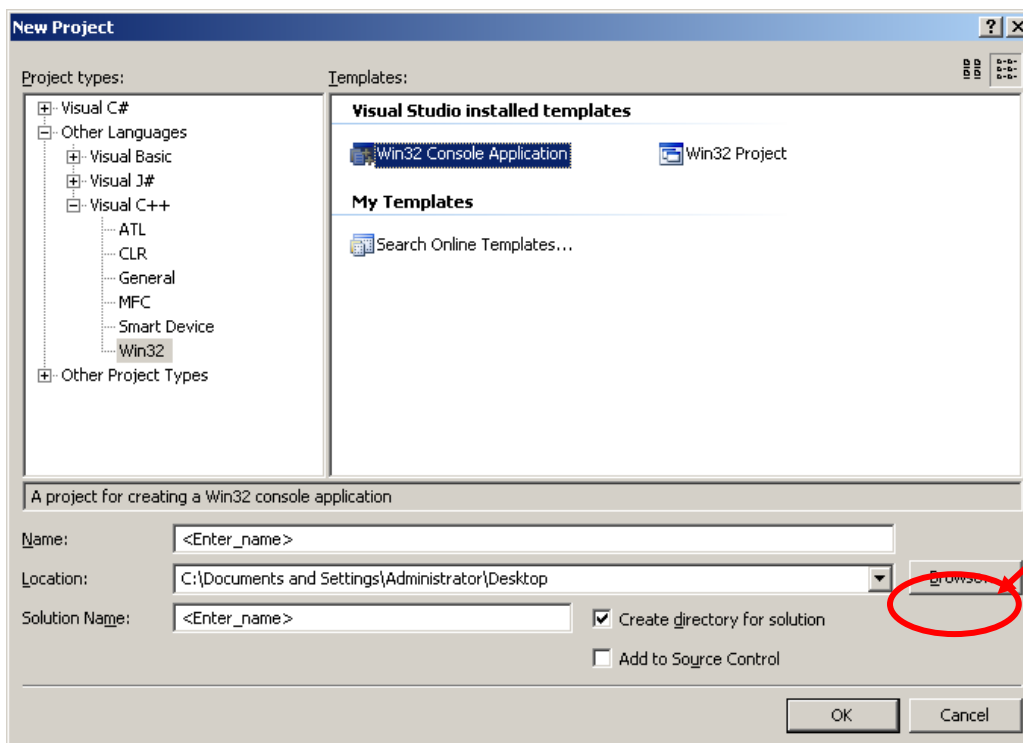 New Project
Project types:
Templates:
Visual C#
Other Languages
Visual Basic
Visual J#
Visual C++
ATL
CLR
General
MFC
Smart Device
Win32
Other Project Types
Visual Studio installed templates
Win32 Console Application
Win32 Project
My Templates
Search Online Templates...
A project for creating a Win32 console application
Name:
<Enter_name>
Location:
C:\Documents and Settings\Administrator\Desktop
Browse...
Solution Name:
<Enter_name>
Create directory for solution
Add to Source Control
OK
Cancel